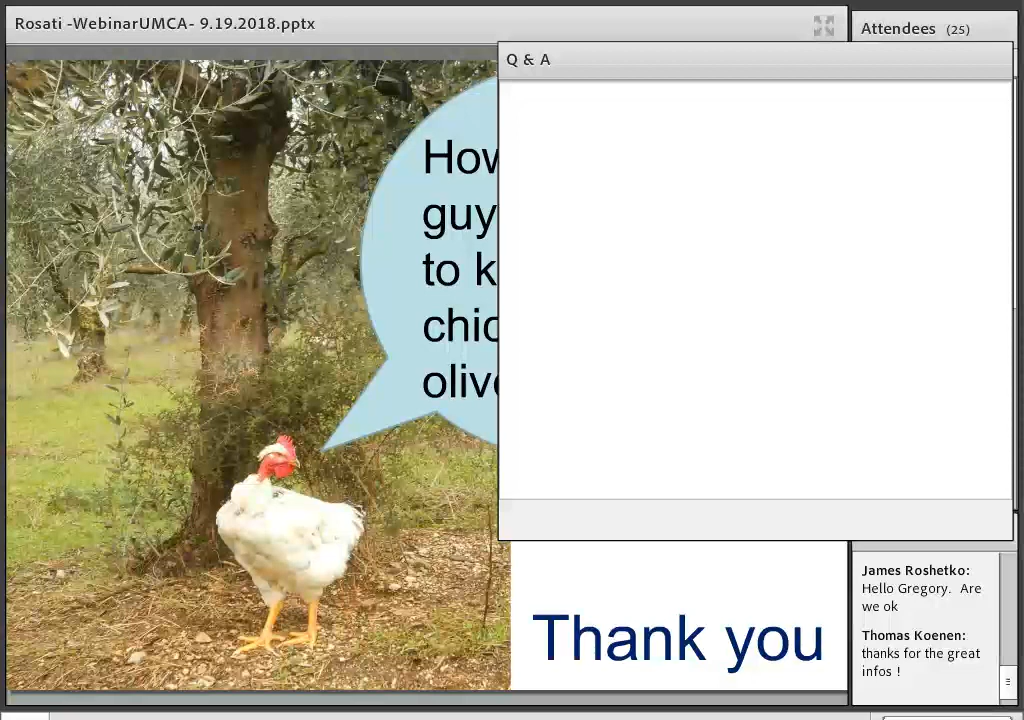 Rosati -WebinarUMCA- 9.19.2018.pptx
Attendees (25)
Q & A
How
guy
to k
chic
olive
Thank you
James Roshetko:
Hello Gregory. Are
we ok
Thomas Koenen:
thanks for the great
infos !